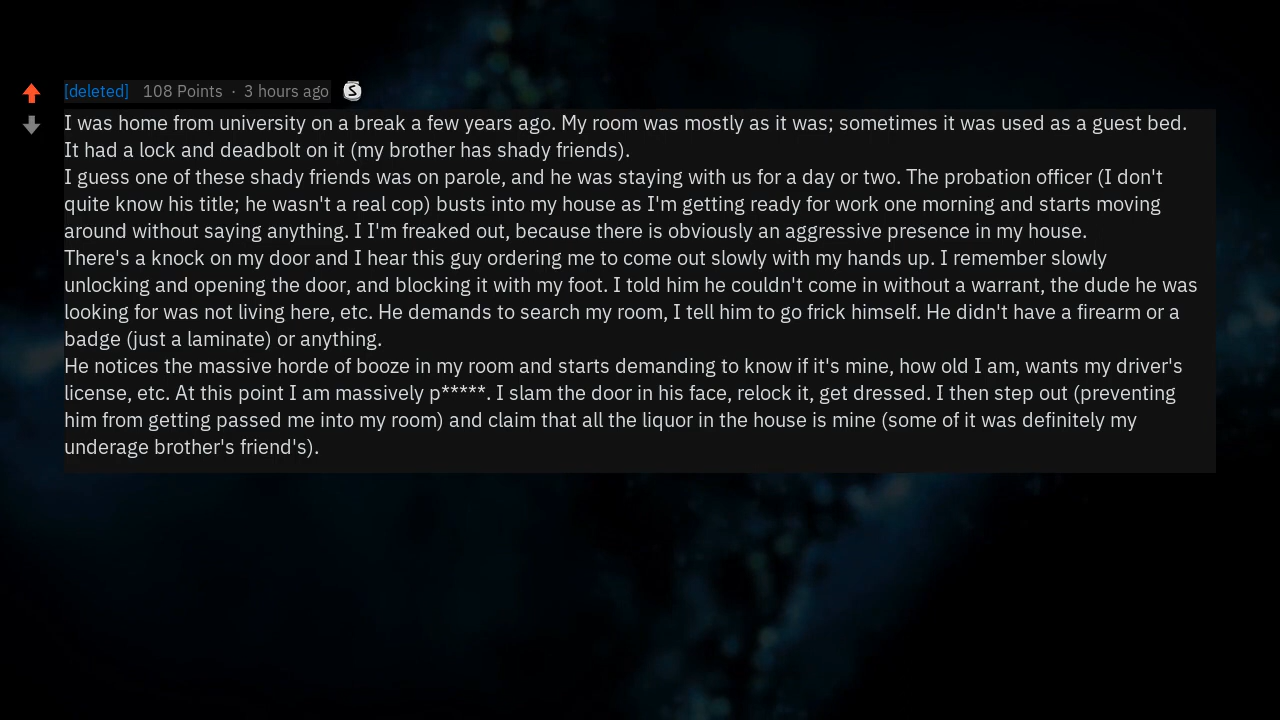 [deleted] 108 Points · 3 hours ago
I was home from university on a break a few years ago. My room was mostly as it was; sometimes it was used as a guest bed.
It had a lock and deadbolt on it (my brother has shady friends).
I guess one of these shady friends was on parole, and he was staying with us for a day or two. The probation officer (I don't
quite know his title; he wasn't a real cop) busts into my house as I'm getting ready for work one morning and starts moving
around without saying anything. I I'm freaked out, because there is obviously an aggressive presence in my house.
There's a knock on my door and I hear this guy ordering me to come out slowly with my hands up. I remember slowly
unlocking and opening the door, and blocking it with my foot. I told him he couldn't come in without a warrant, the dude he was
looking for was not living here, etc. He demands to search my room, I tell him to go frick himself. He didn't have a firearm or a
badge (just a laminate) or anything.
He notices the massive horde of booze in my room and starts demanding to know if it's mine, how old I am, wants my driver's
license, etc. At this point I am massively p*****. I slam the door in his face, relock it, get dressed. I then step out (preventing
him from getting passed me into my room) and claim that all the liquor in the house is mine (some of it was definitely my
underage brother's friend's).